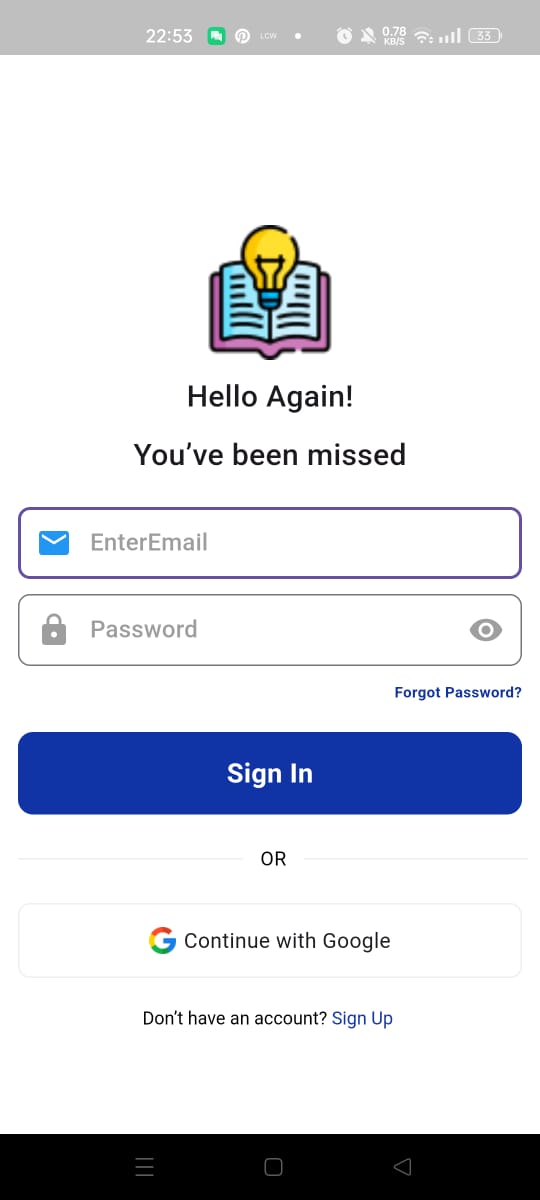 22:53 LCW 0.78 KB/S 33
Hello Again!
You’ve been missed
EnterEmail
Password
Forgot Password?
Sign In
OR
Continue with Google
Don’t have an account? Sign Up